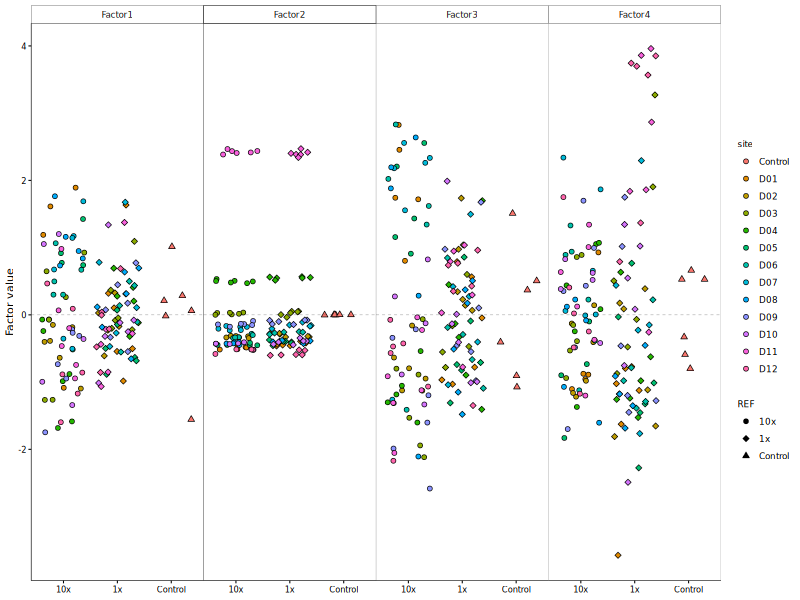 Factor1 Factor2 Factor3 Factor4
Factor value
4
2
0
-2
10x 1x Control 10x 1x Control 10x 1x Control 10x 1x Control
site
Control
D01
D02
D03
D04
D05
D06
D07
D08
D09
D10
D11
D12
REF
10x
1x
Control